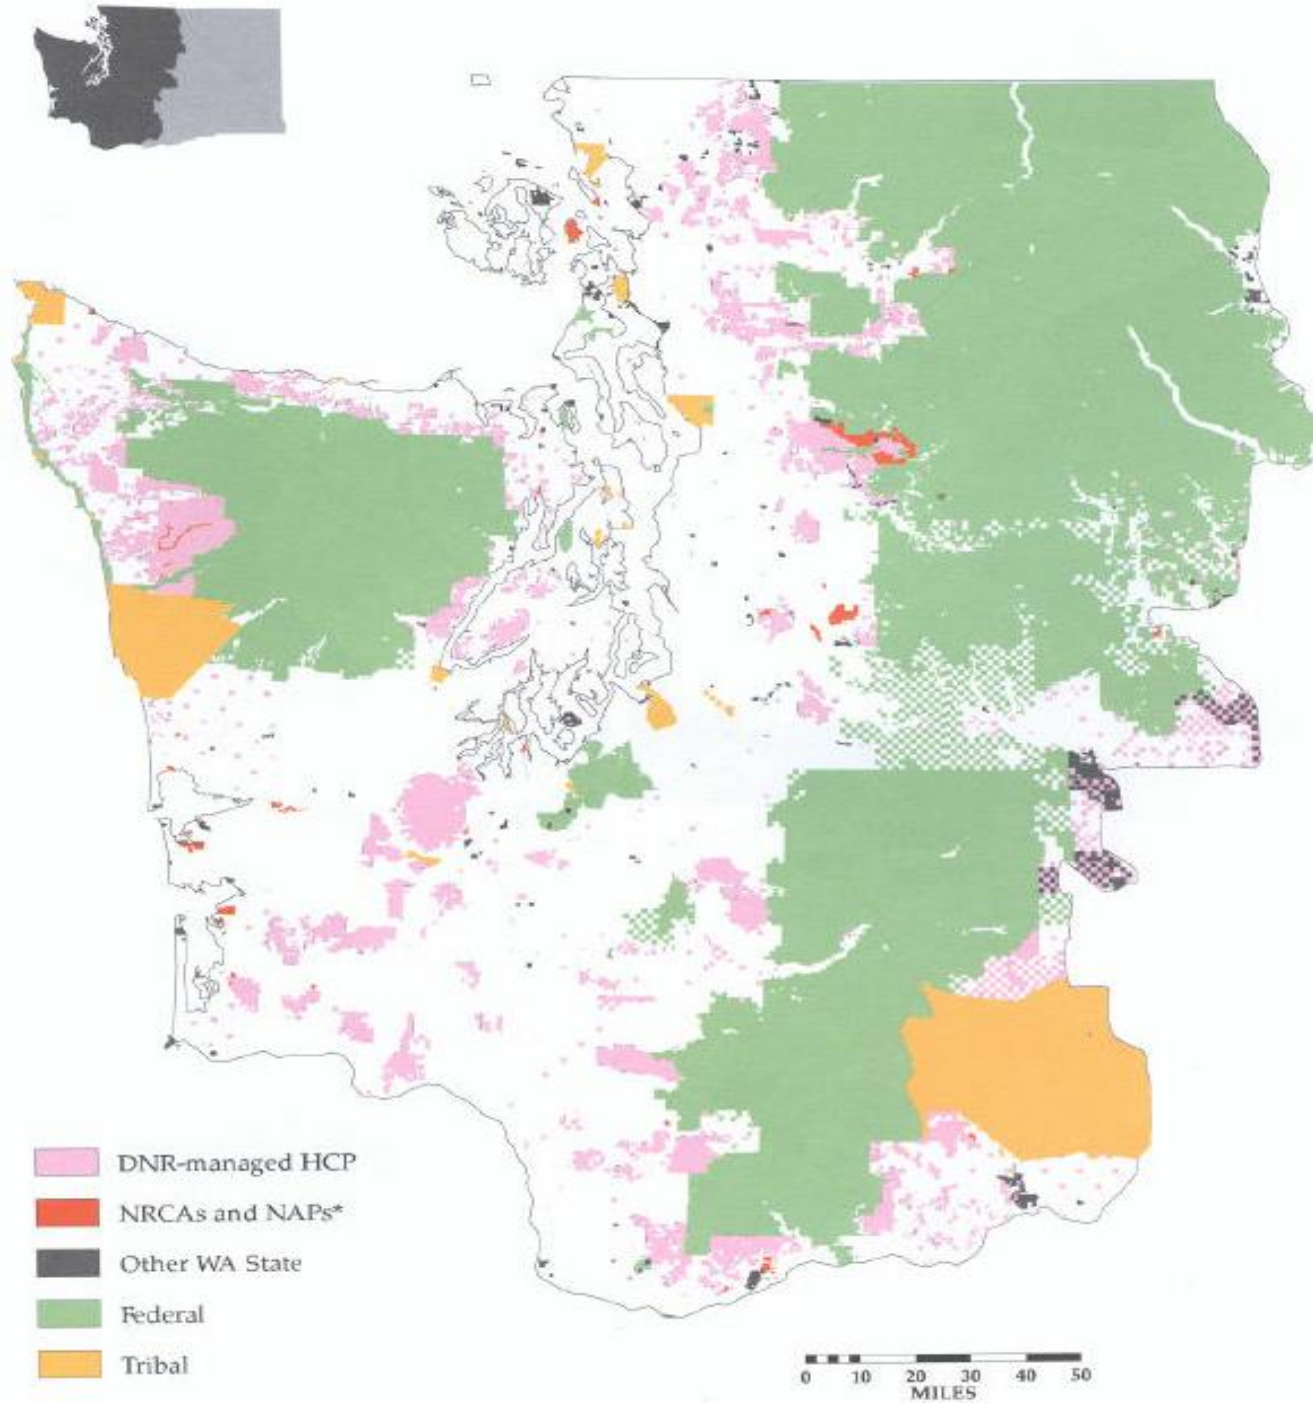 DNR-managed HCP
NRCAs and NAPs*
Other WA State
Federal
Tribal
0 10 20 30 40 50
MILES